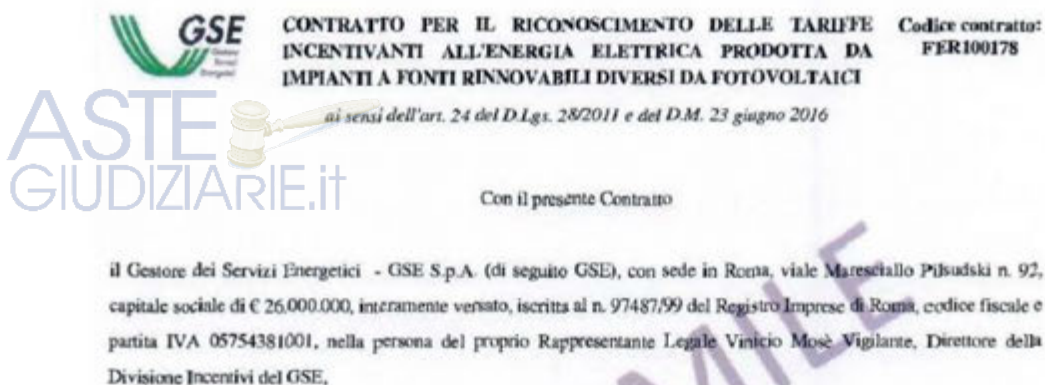 GSE
Gestore
Servizi
Energetici
CONTRATTO PER IL RICONOSCIMENTO DELLE TARIFFE
INCENTIVANTI ALL'ENERGIA ELETTRICA PRODOTTA DA
IMPIANTI A FONTI RINNOVABILI DIVERSI DA FOTOVOLTAICI
Codice contratto:
FER100178
ai sensi dell'art. 24 del D.Lgs. 28/2011 e del D.M. 23 giugno 2016
ASTE
GIUDIZIARIE.it
Con il presente Contratto
il Gestore dei Servizi Energetici - GSE S.p.A. (di seguito GSE), con sede in Roma, viale Maresciallo Pilsudski n. 92,
capitale sociale di € 26.000.000, interamente versato, iscritta al n. 97487/99 del Registro Imprese di Roma, codice fiscale e
partita IVA 05754381001, nella persona del proprio Rappresentante Legale Vinicio Mosè Vigilante, Direttore della
Divisione Incentivi del GSE,
MILE